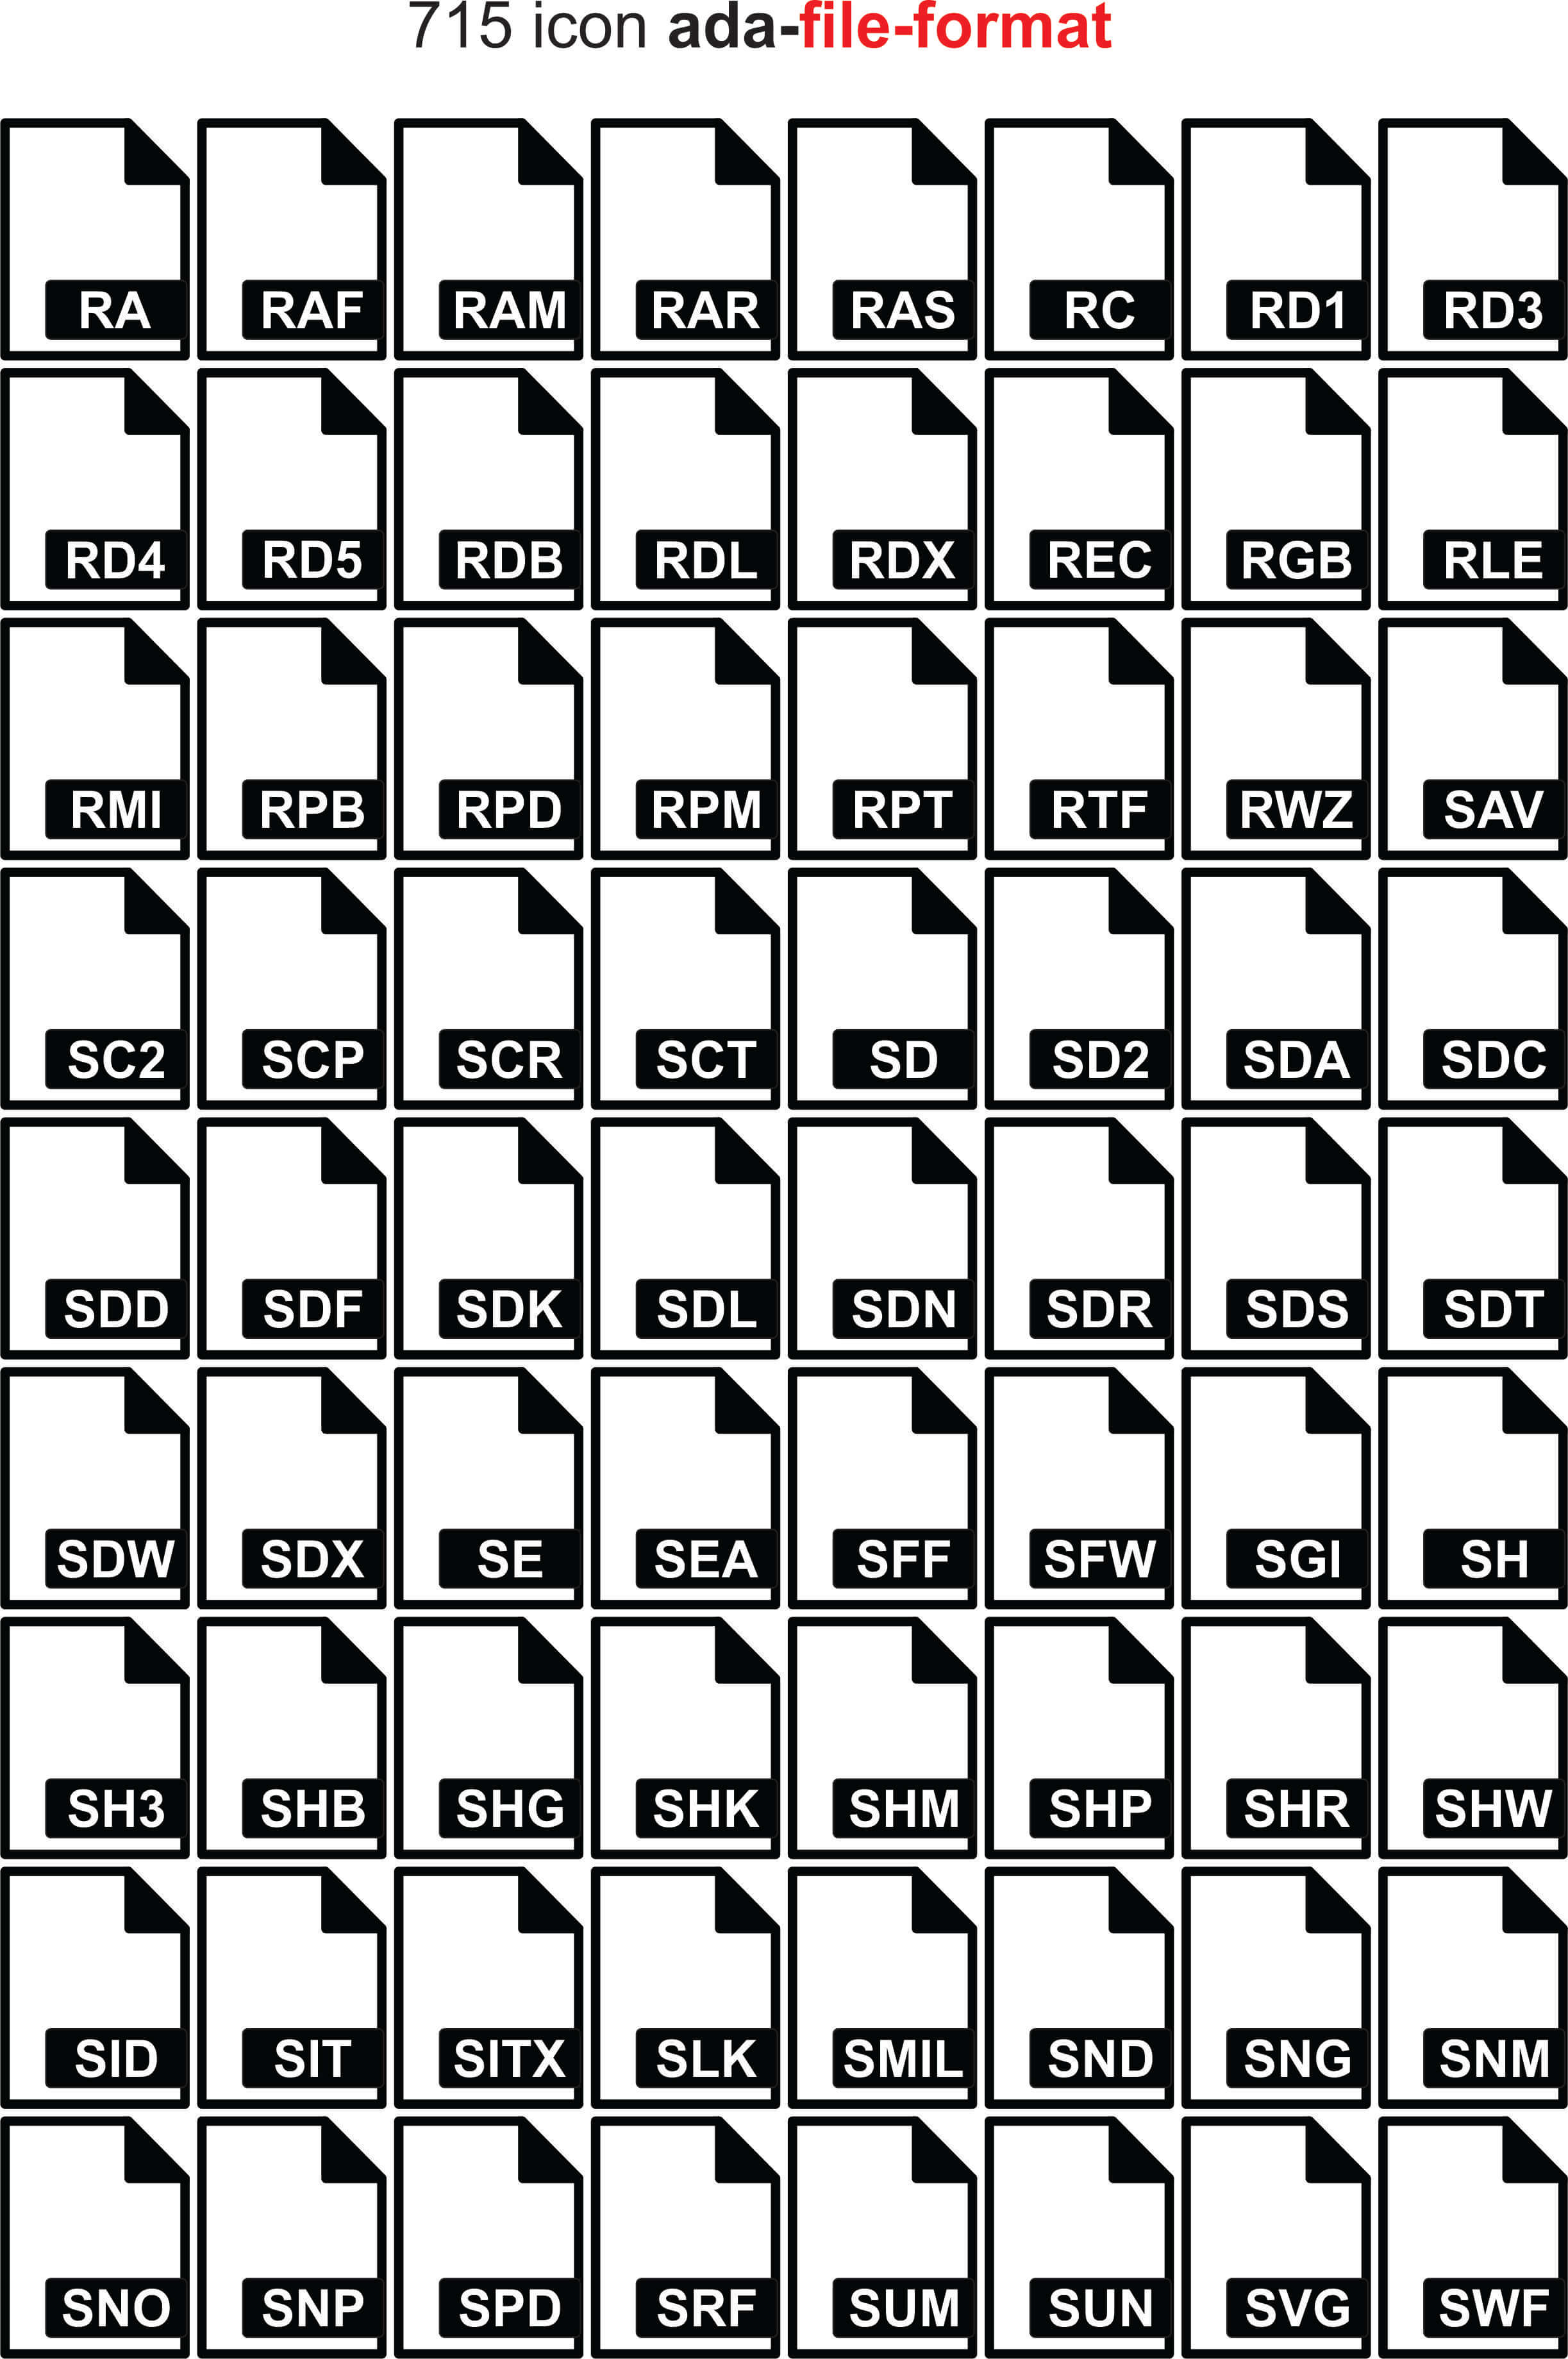 715 icon ada-file-format
RA RAF RAM RAR RAS RC RD1 RD3
RD4 RD5 RDB RDL RDX REC RGB RLE
RMI RPB RPD RPM RPT RTF RWZ SAV
SC2 SCP SCR SCT SD SD2 SDA SDC
SDD SDF SDK SDL SDN SDR SDS SDT
SDW SDX SE SEA SFF SFW SGI SH
SH3 SHB SHG SHK SHM SHP SHR SHW
SID SIT SITX SLK SMIL SND SNG SNM
SNO SNP SPD SRF SUM SUN SVG SWF